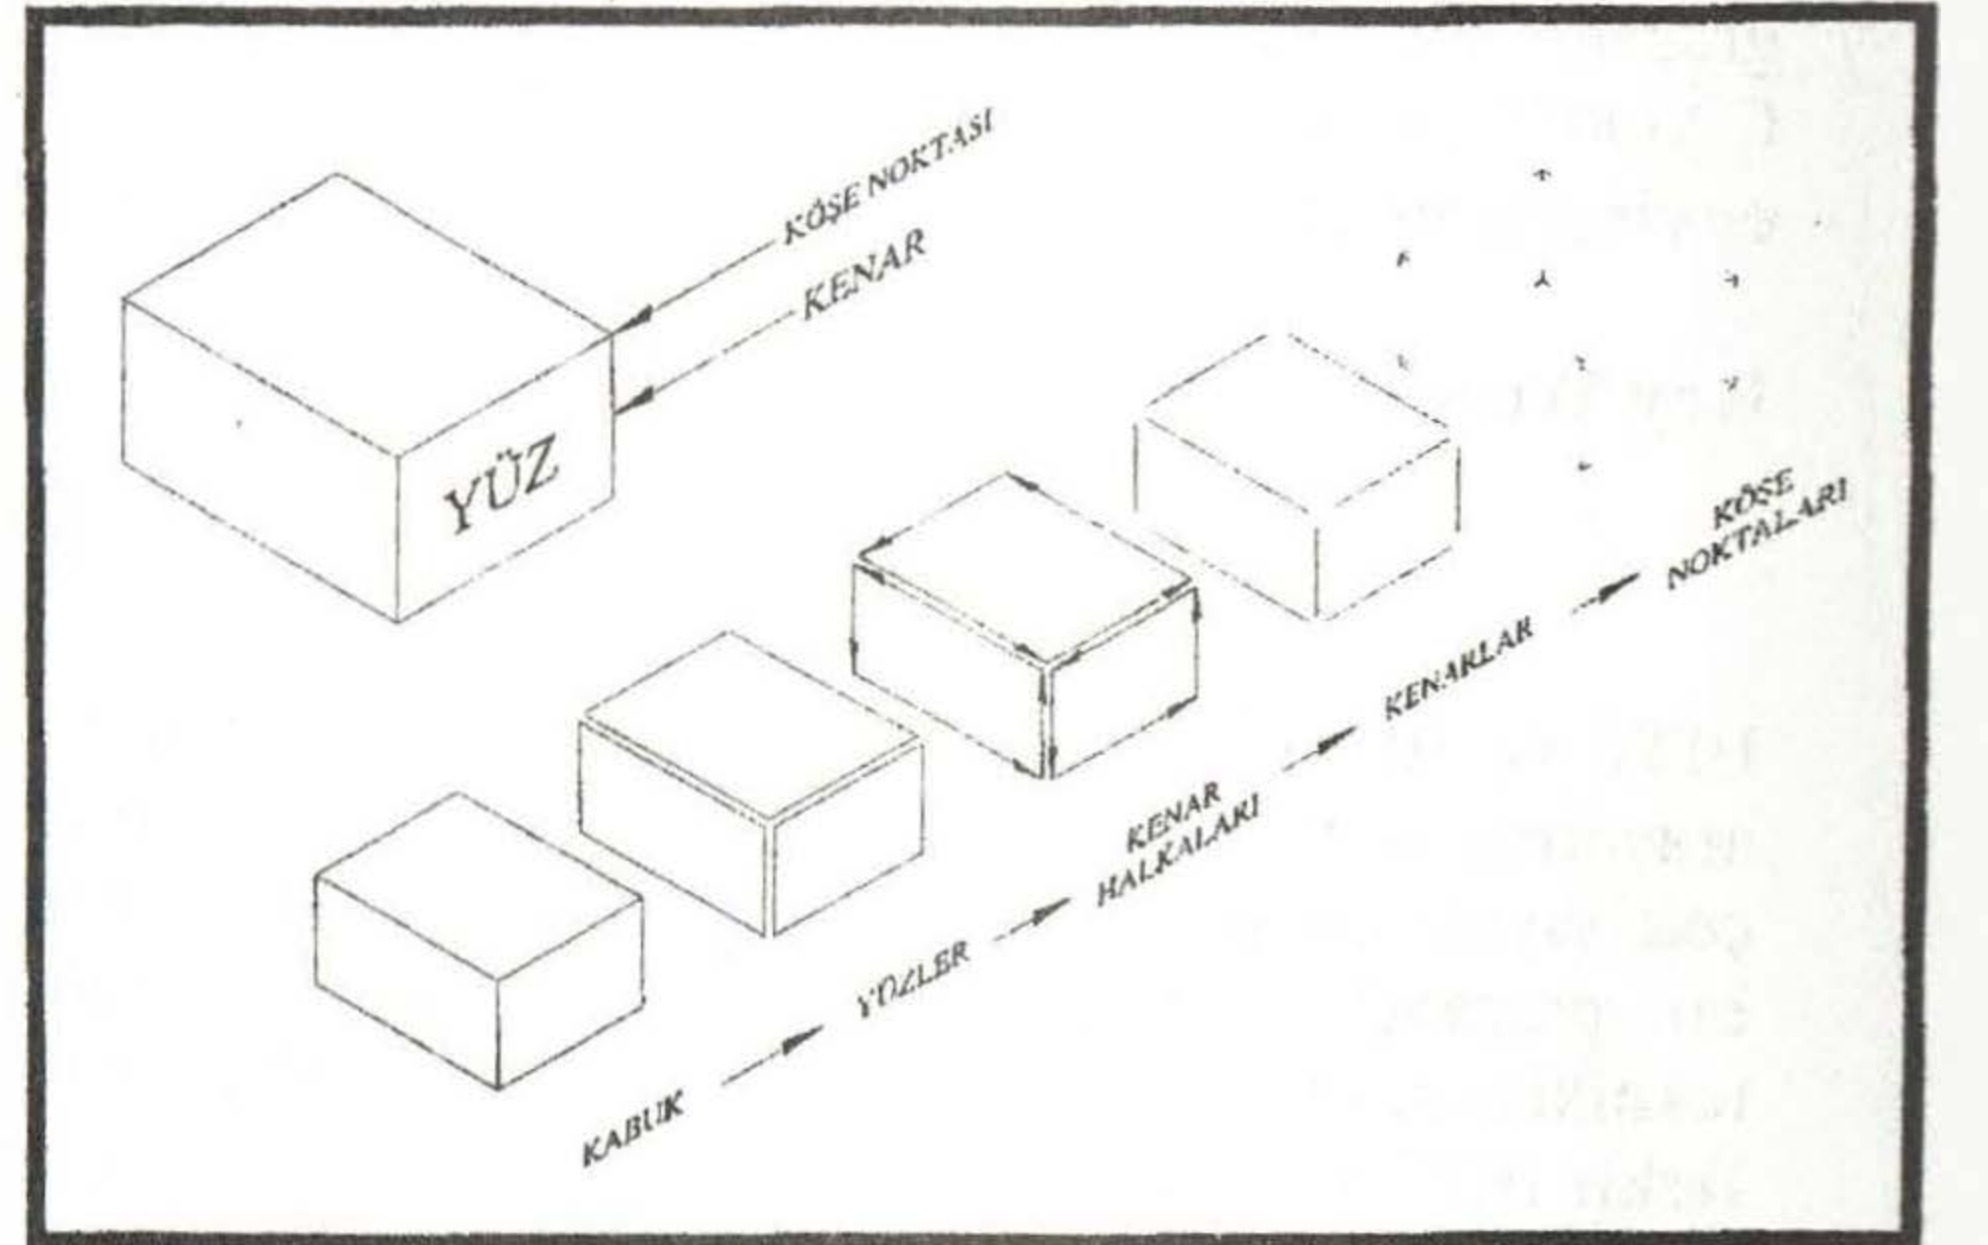 KÖŞE NOKTASI
KENAR
YÜZ
KÖŞE
NOKTALARI
KENARLAR
KENAR
HALKALARI
YÜZLER
KABUK